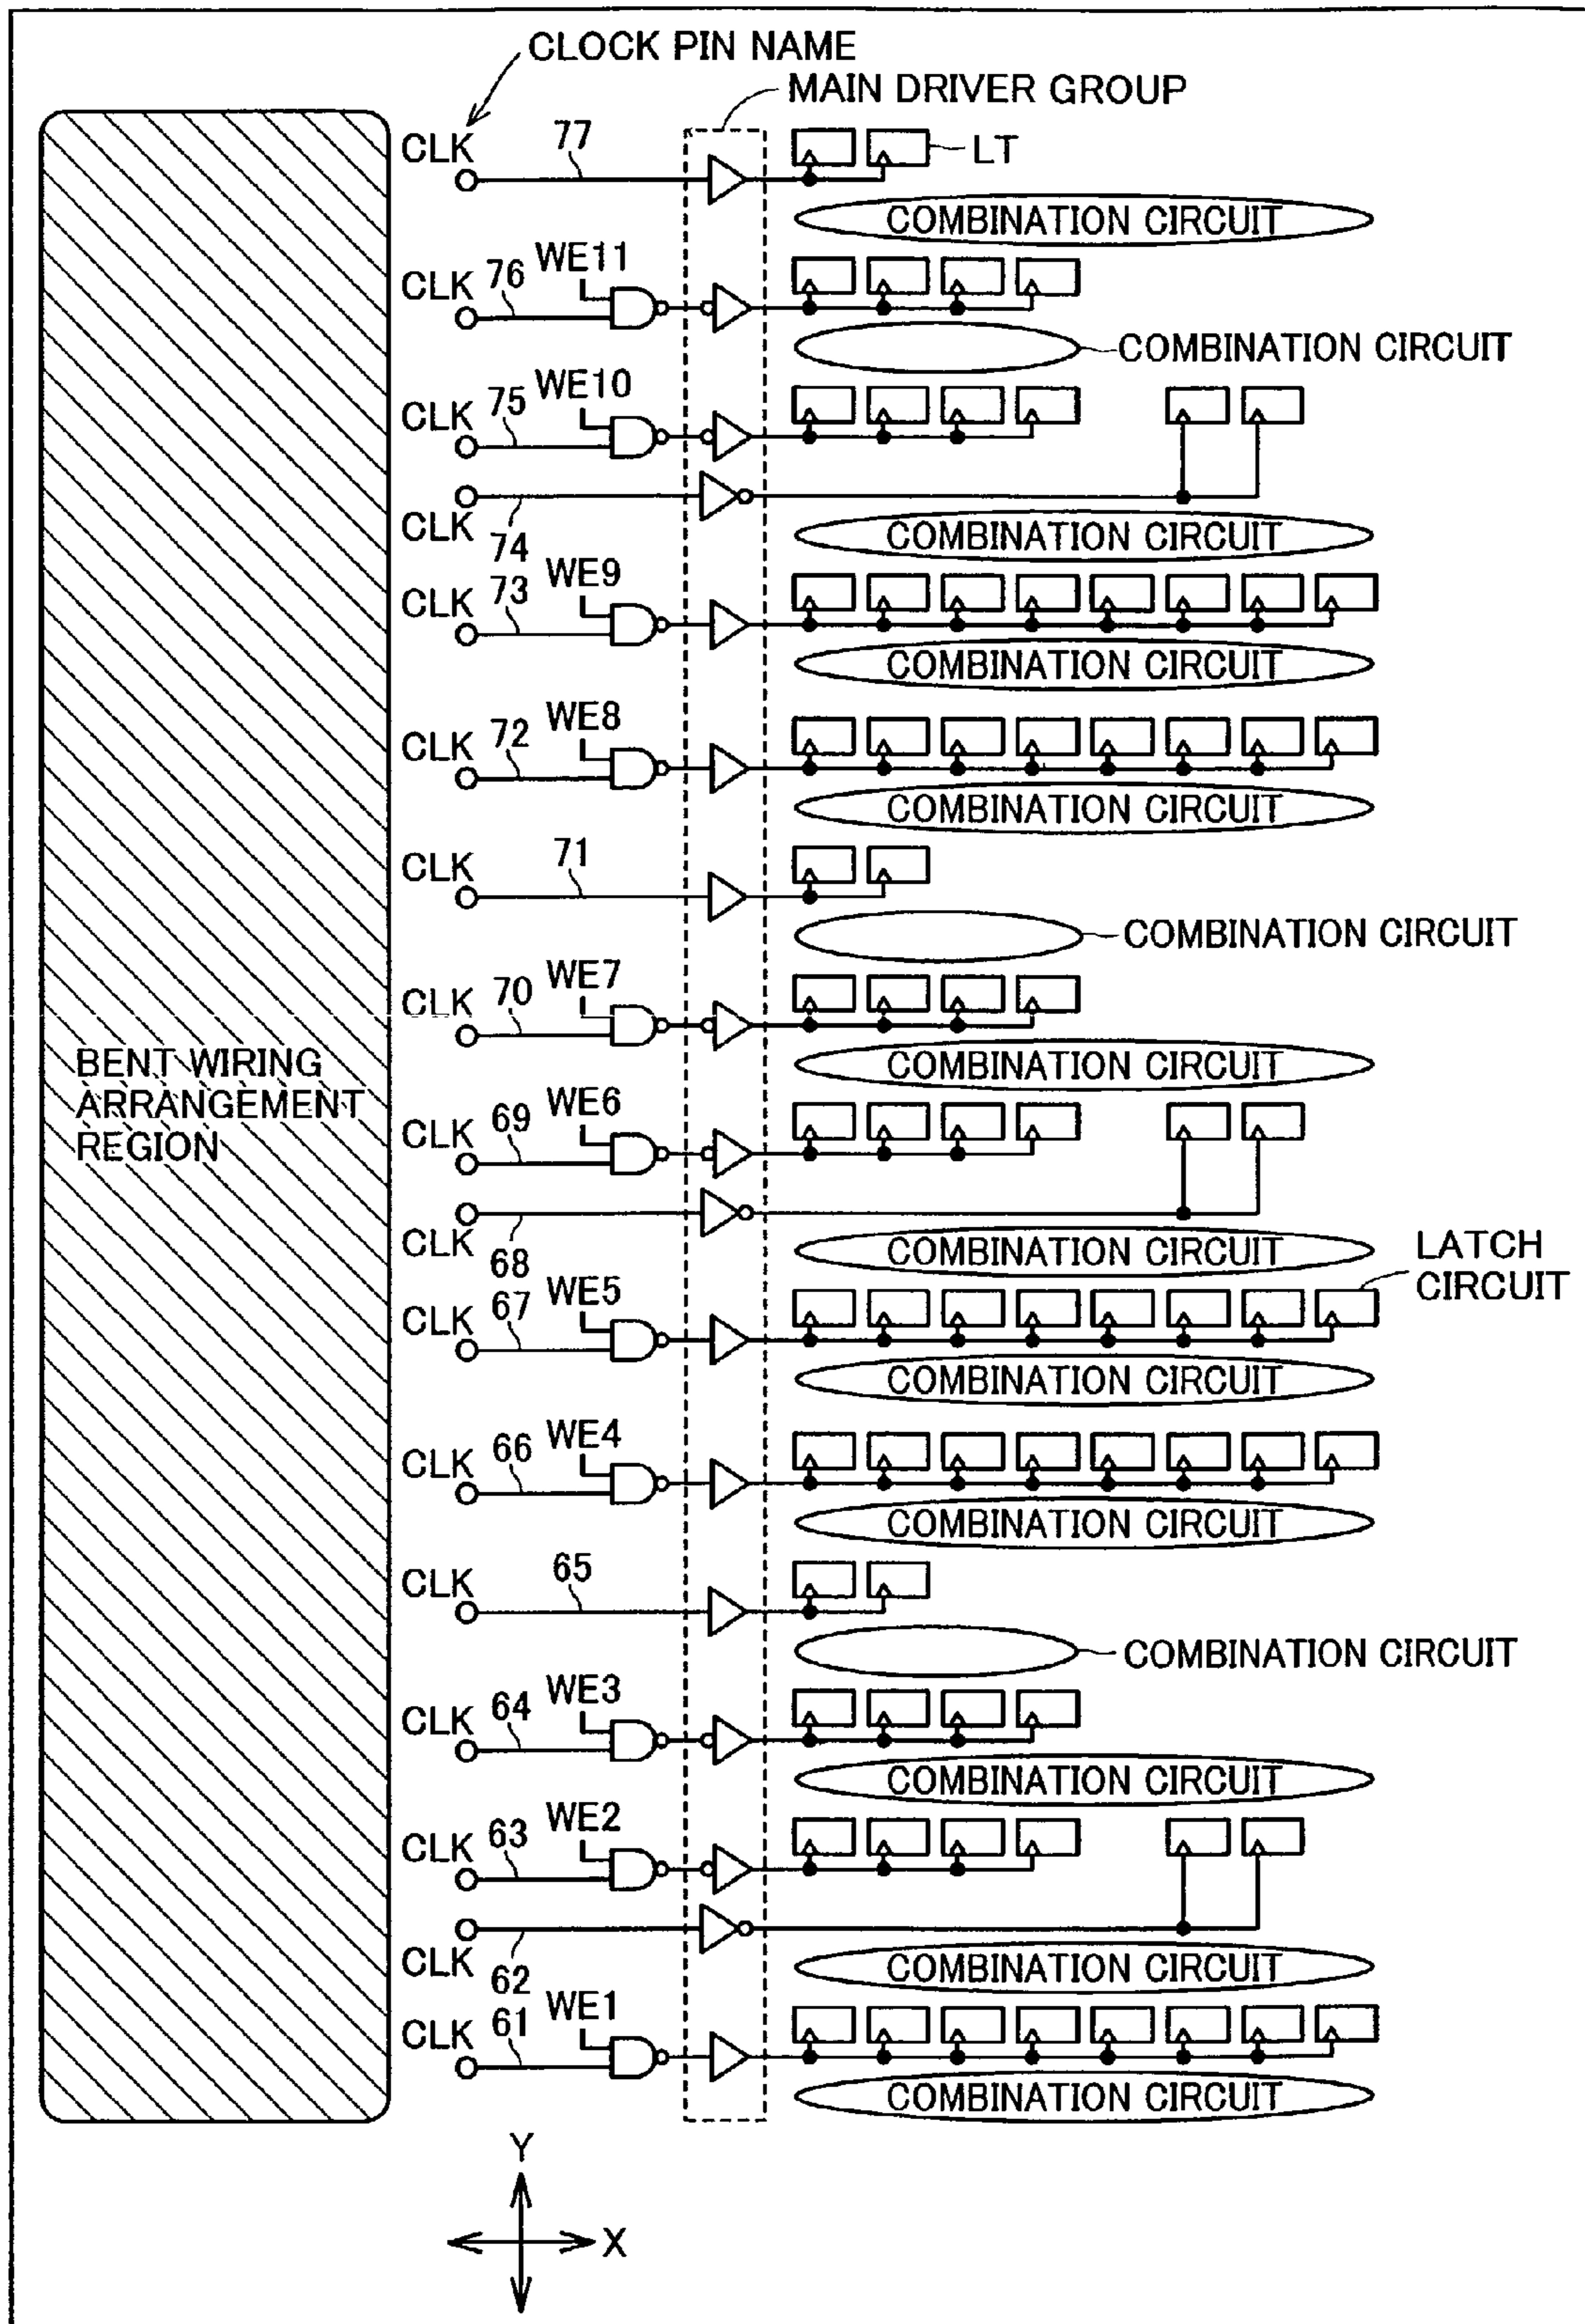 CLOCK PIN NAME
MAIN DRIVER GROUP
CLK
77
LT
COMBINATION CIRCUIT
CLK 76 WE11
COMBINATION CIRCUIT
CLK 75 WE10
CLK 74
COMBINATION CIRCUIT
CLK 73 WE9
COMBINATION CIRCUIT
CLK 72 WE8
COMBINATION CIRCUIT
CLK 71
COMBINATION CIRCUIT
CLK 70 WE7
BENT WIRING
ARRANGEMENT
REGION
COMBINATION CIRCUIT
CLK 69 WE6
CLK 68
COMBINATION CIRCUIT
LATCH
CIRCUIT
CLK 67 WE5
COMBINATION CIRCUIT
CLK 66 WE4
COMBINATION CIRCUIT
CLK 65
COMBINATION CIRCUIT
CLK 64 WE3
COMBINATION CIRCUIT
CLK 63 WE2
CLK 62
COMBINATION CIRCUIT
CLK 61 WE1
COMBINATION CIRCUIT
Y
X